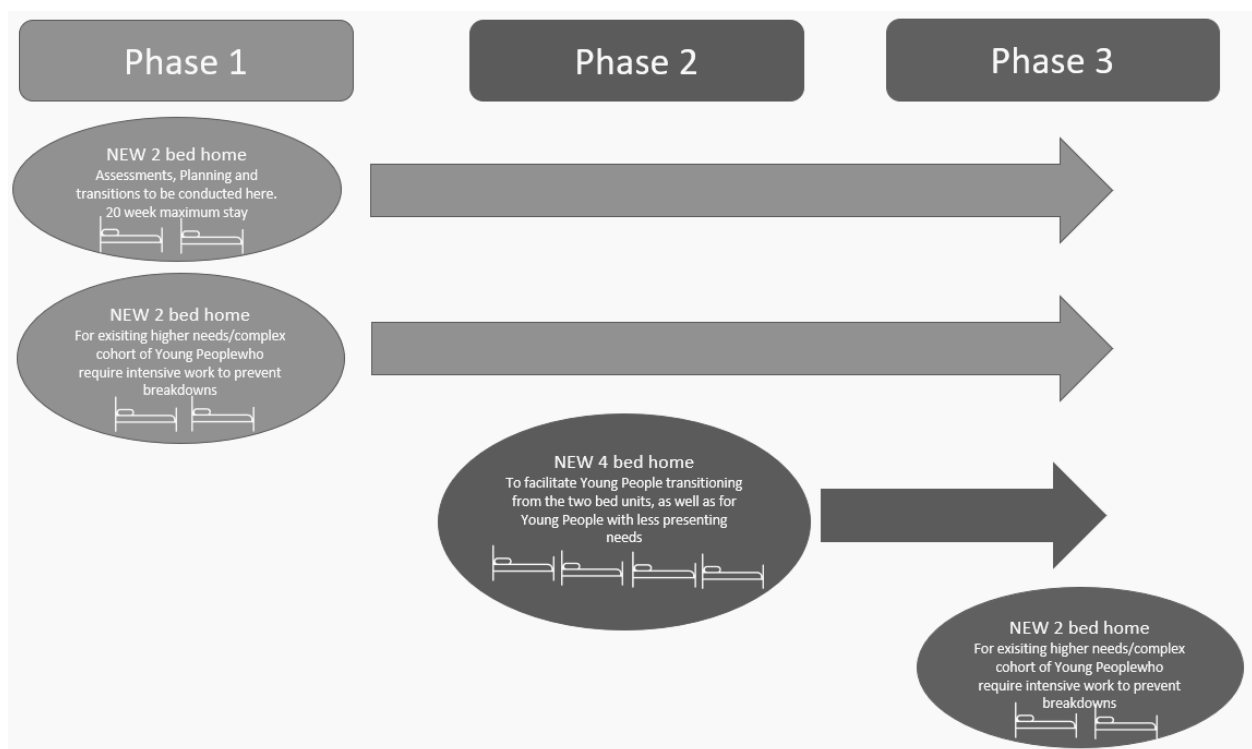 Phase 1
Phase 2
Phase 3
NEW 2 bed home
Assessments, Planning and
transitions to be conducted here.
20 week maximum stay
NEW 2 bed home
For exisiting higher needs/complex
cohort of Young Peoplewho
require intensive work to prevent
breakdowns
NEW 4 bed home
To facilitate Young People transitioning
from the two bed units, as well as for
Young People with less presenting
needs
NEW 2 bed home
For exisiting higher needs/complex
cohort of Young Peoplewho
require intensive work to prevent
breakdowns